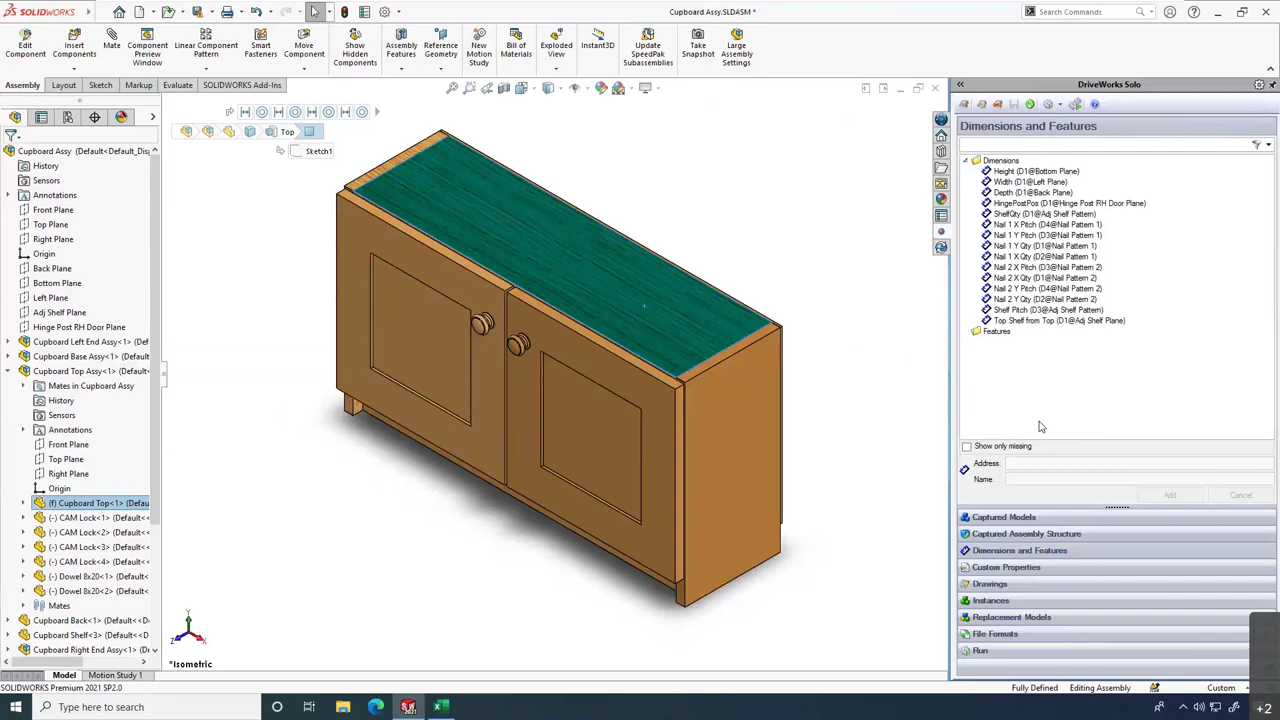 SOLIDWORKS
Cupboard Assy.SLDASM *
Search Commands
Edit Component
Insert Components
Mate
Component Preview Window
Linear Component Pattern
Smart Fasteners
Move Component
Show Hidden Components
Assembly Features
Reference Geometry
New Motion Study
Bill of Materials
Exploded View
Instant3D
Update SpeedPak Subassemblies
Take Snapshot
Large Assembly Settings
Assembly Layout Sketch Markup Evaluate SOLIDWORKS Add-Ins
DriveWorks Solo
Dimensions and Features
Top
Sketch1
Cupboard Assy (Default<Default_Disp
History
Sensors
Annotations
Front Plane
Top Plane
Right Plane
Origin
Back Plane
Bottom Plane
Left Plane
Adj Shelf Plane
Hinge Post RH Door Plane
Cupboard Left End Assy<1> (Default
Cupboard Base Assy<1> (Default<
Cupboard Top Assy<1> (Default<
Mates in Cupboard Assy
History
Sensors
Annotations
Front Plane
Top Plane
Right Plane
Origin
(f) Cupboard Top<1> (Defau
(-) CAM Lock<1> (Default<<
(-) CAM Lock<2> (Default<<
(-) CAM Lock<3> (Default<<
(-) CAM Lock<4> (Default<<
(-) Dowel 8x20<1> (Default<
(-) Dowel 8x20<2> (Default<
Mates
Cupboard Back<1> (Default<<Defa
Cupboard Shelf<3> (Default<<Defa
Cupboard Right End Assy<1> (Defa
Dimensions
Height (D1@Bottom Plane)
Width (D1@Left Plane)
Depth (D1@Back Plane)
HingePostPos (D1@Hinge Post RH Door Plane)
ShelfQty (D1@Adj Shelf Pattern)
Nail 1 X Pitch (D4@Nail Pattern 1)
Nail 1 Y Pitch (D3@Nail Pattern 1)
Nail 1 Y Qty (D1@Nail Pattern 1)
Nail 1 X Qty (D2@Nail Pattern 1)
Nail 2 X Pitch (D3@Nail Pattern 2)
Nail 2 X Qty (D1@Nail Pattern 2)
Nail 2 Y Pitch (D4@Nail Pattern 2)
Nail 2 Y Qty (D2@Nail Pattern 2)
Shelf Pitch (D3@Adj Shelf Pattern)
Top Shelf from Top (D1@Adj Shelf Plane)
Features
Show only missing
Address:
Name:
Add Cancel
Captured Models
Captured Assembly Structure
Dimensions and Features
Custom Properties
Drawings
Instances
Replacement Models
File Formats
Run
Y
X
Z
*Isometric
Model Motion Study 1
SOLIDWORKS Premium 2021 SP2.0
Fully Defined Editing Assembly Custom
Type here to search
+2